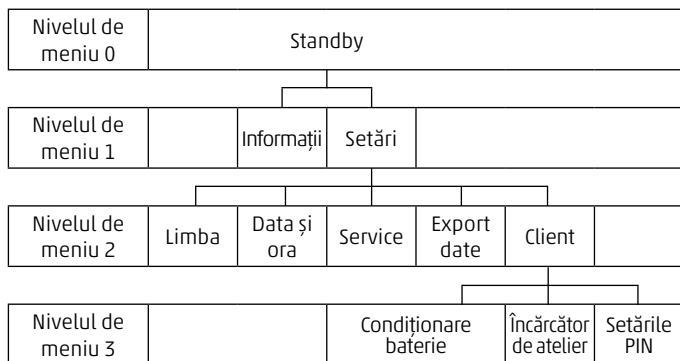 Nivelul de
meniu 0
Standby
Nivelul de
meniu 1
Informații
Setări
Nivelul de
meniu 2
Limba
Data și
ora
Service
Export
date
Client
Nivelul de
meniu 3
Condiționare
baterie
Încărcător
de atelier
Setările
PIN